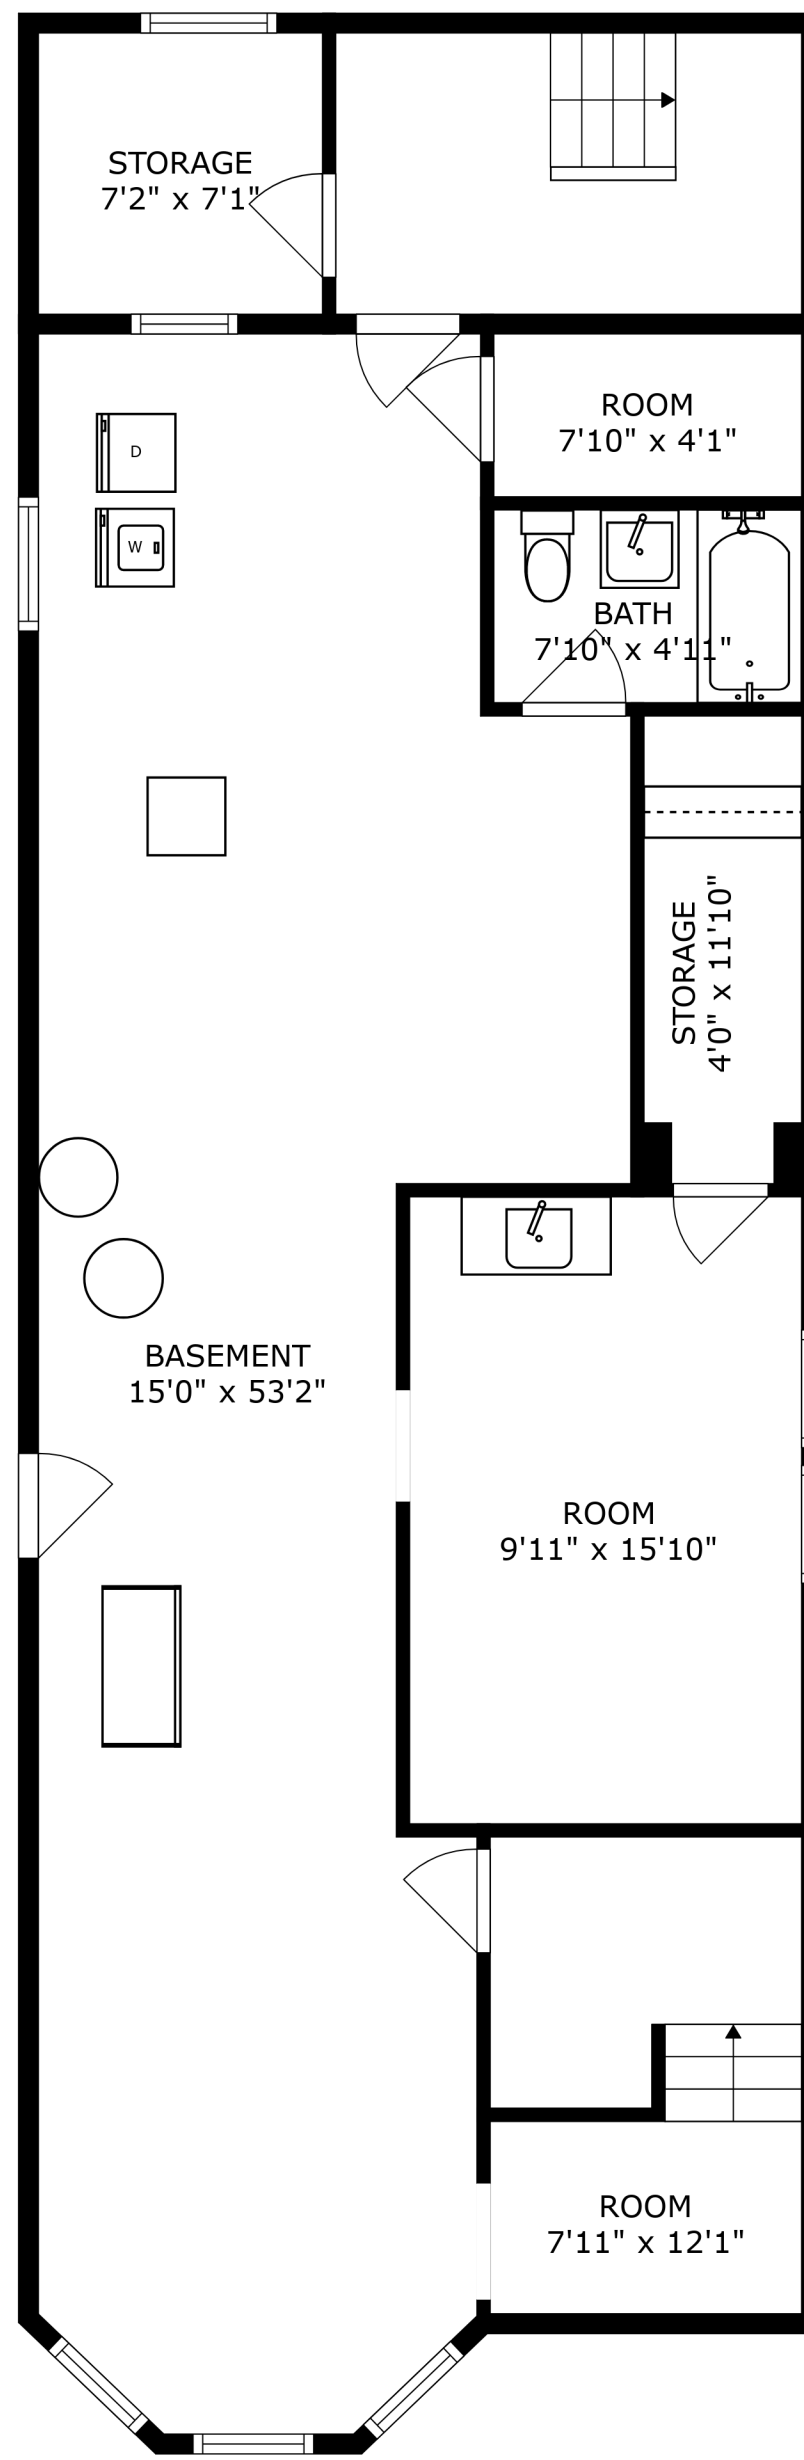 STORAGE
7'2" x 7'1"
ROOM
7'10" x 4'1"
D
W
BATH
7'10" x 4'11"
STORAGE
4'0" x 11'10"
BASEMENT
15'0" x 53'2"
ROOM
9'11" x 15'10"
ROOM
7'11" x 12'1"